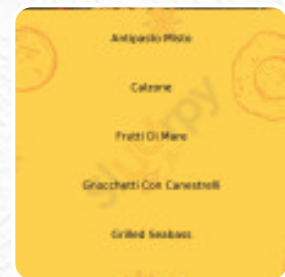 Antipasto Misto
Calzone
Frutti Di Mare
Gnocchetti Con Canestrelli
Grilled Seabass